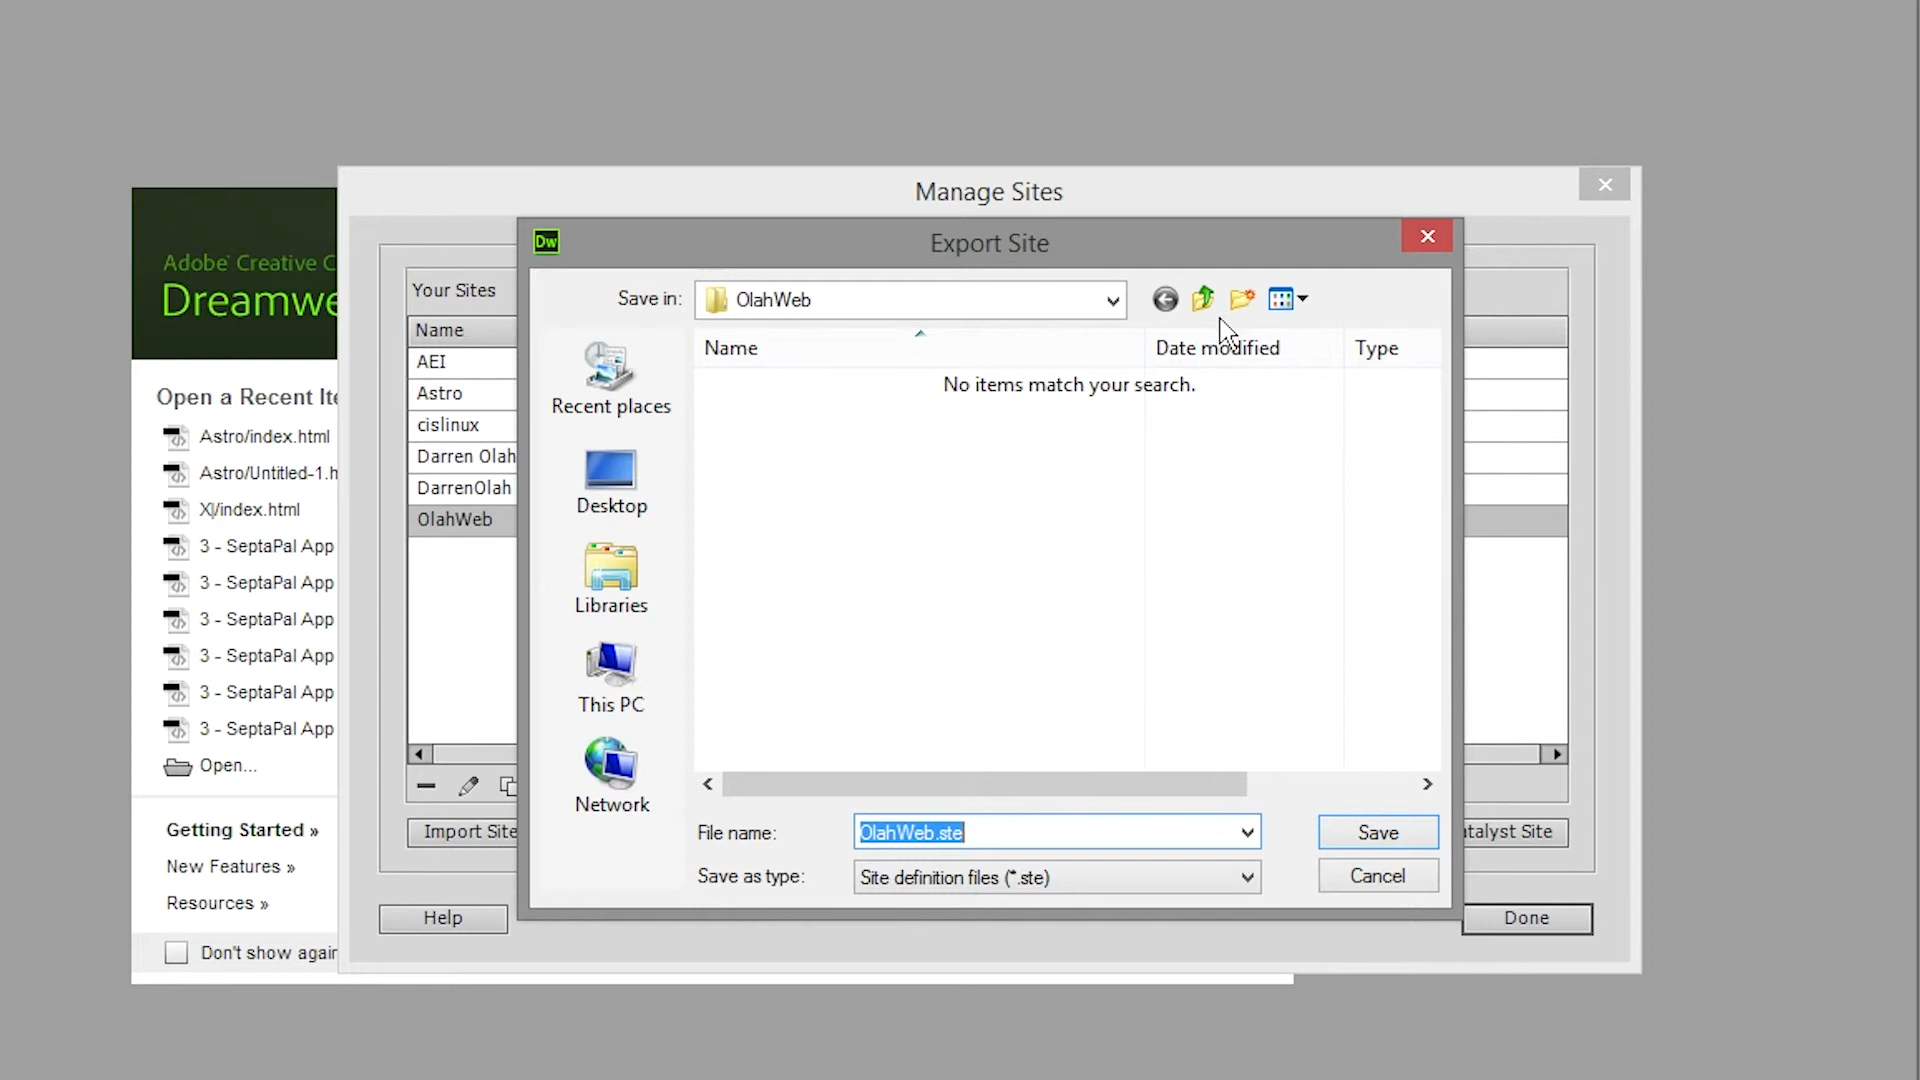 Manage Sites
Adobe® Creative C
Dreamwe
Open a Recent Ite
Astro/index.html
Astro/Untitled-1.h
X/index.html
3 - SeptaPal App
3 - SeptaPal App
3 - SeptaPal App
3 - SeptaPal App
3 - SeptaPal App
3 - SeptaPal App
Open...
Getting Started »
New Features »
Resources »
Don't show again
Your Sites
Name
AEI
Astro
cislinux
Darren Olah
DarrenOlah
OlahWeb
Import Site
Help
Dw
Export Site
Save in:
OlahWeb
Name
Date modified
Type
No items match your search.
Recent places
Desktop
Libraries
This PC
Network
File name:
OlahWeb.ste
Save
Save as type:
Site definition files (*.ste)
Cancel
atalyst Site
Done